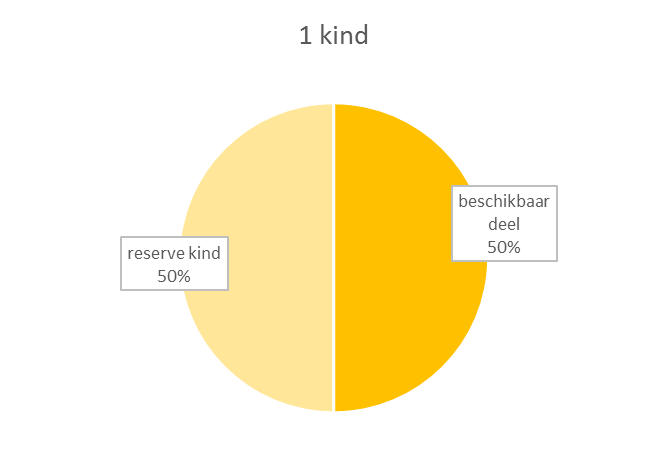 1 kind
beschikbaar
deel
50%
reserve kind
50%